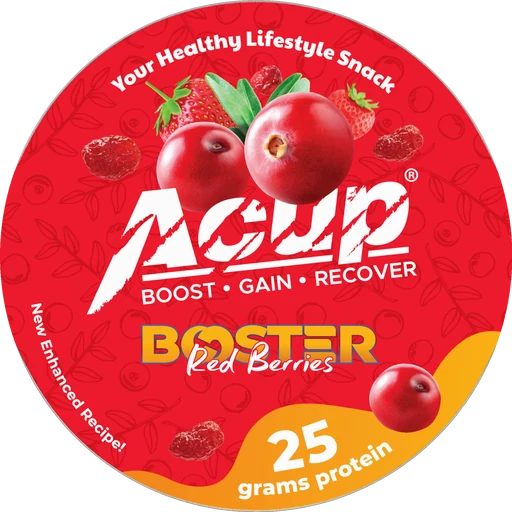 Your Healthy Lifestyle Snack
Acup®
BOOST • GAIN • RECOVER
BOOSTER
Red Berries
New Enhanced Recipe!
25
grams protein